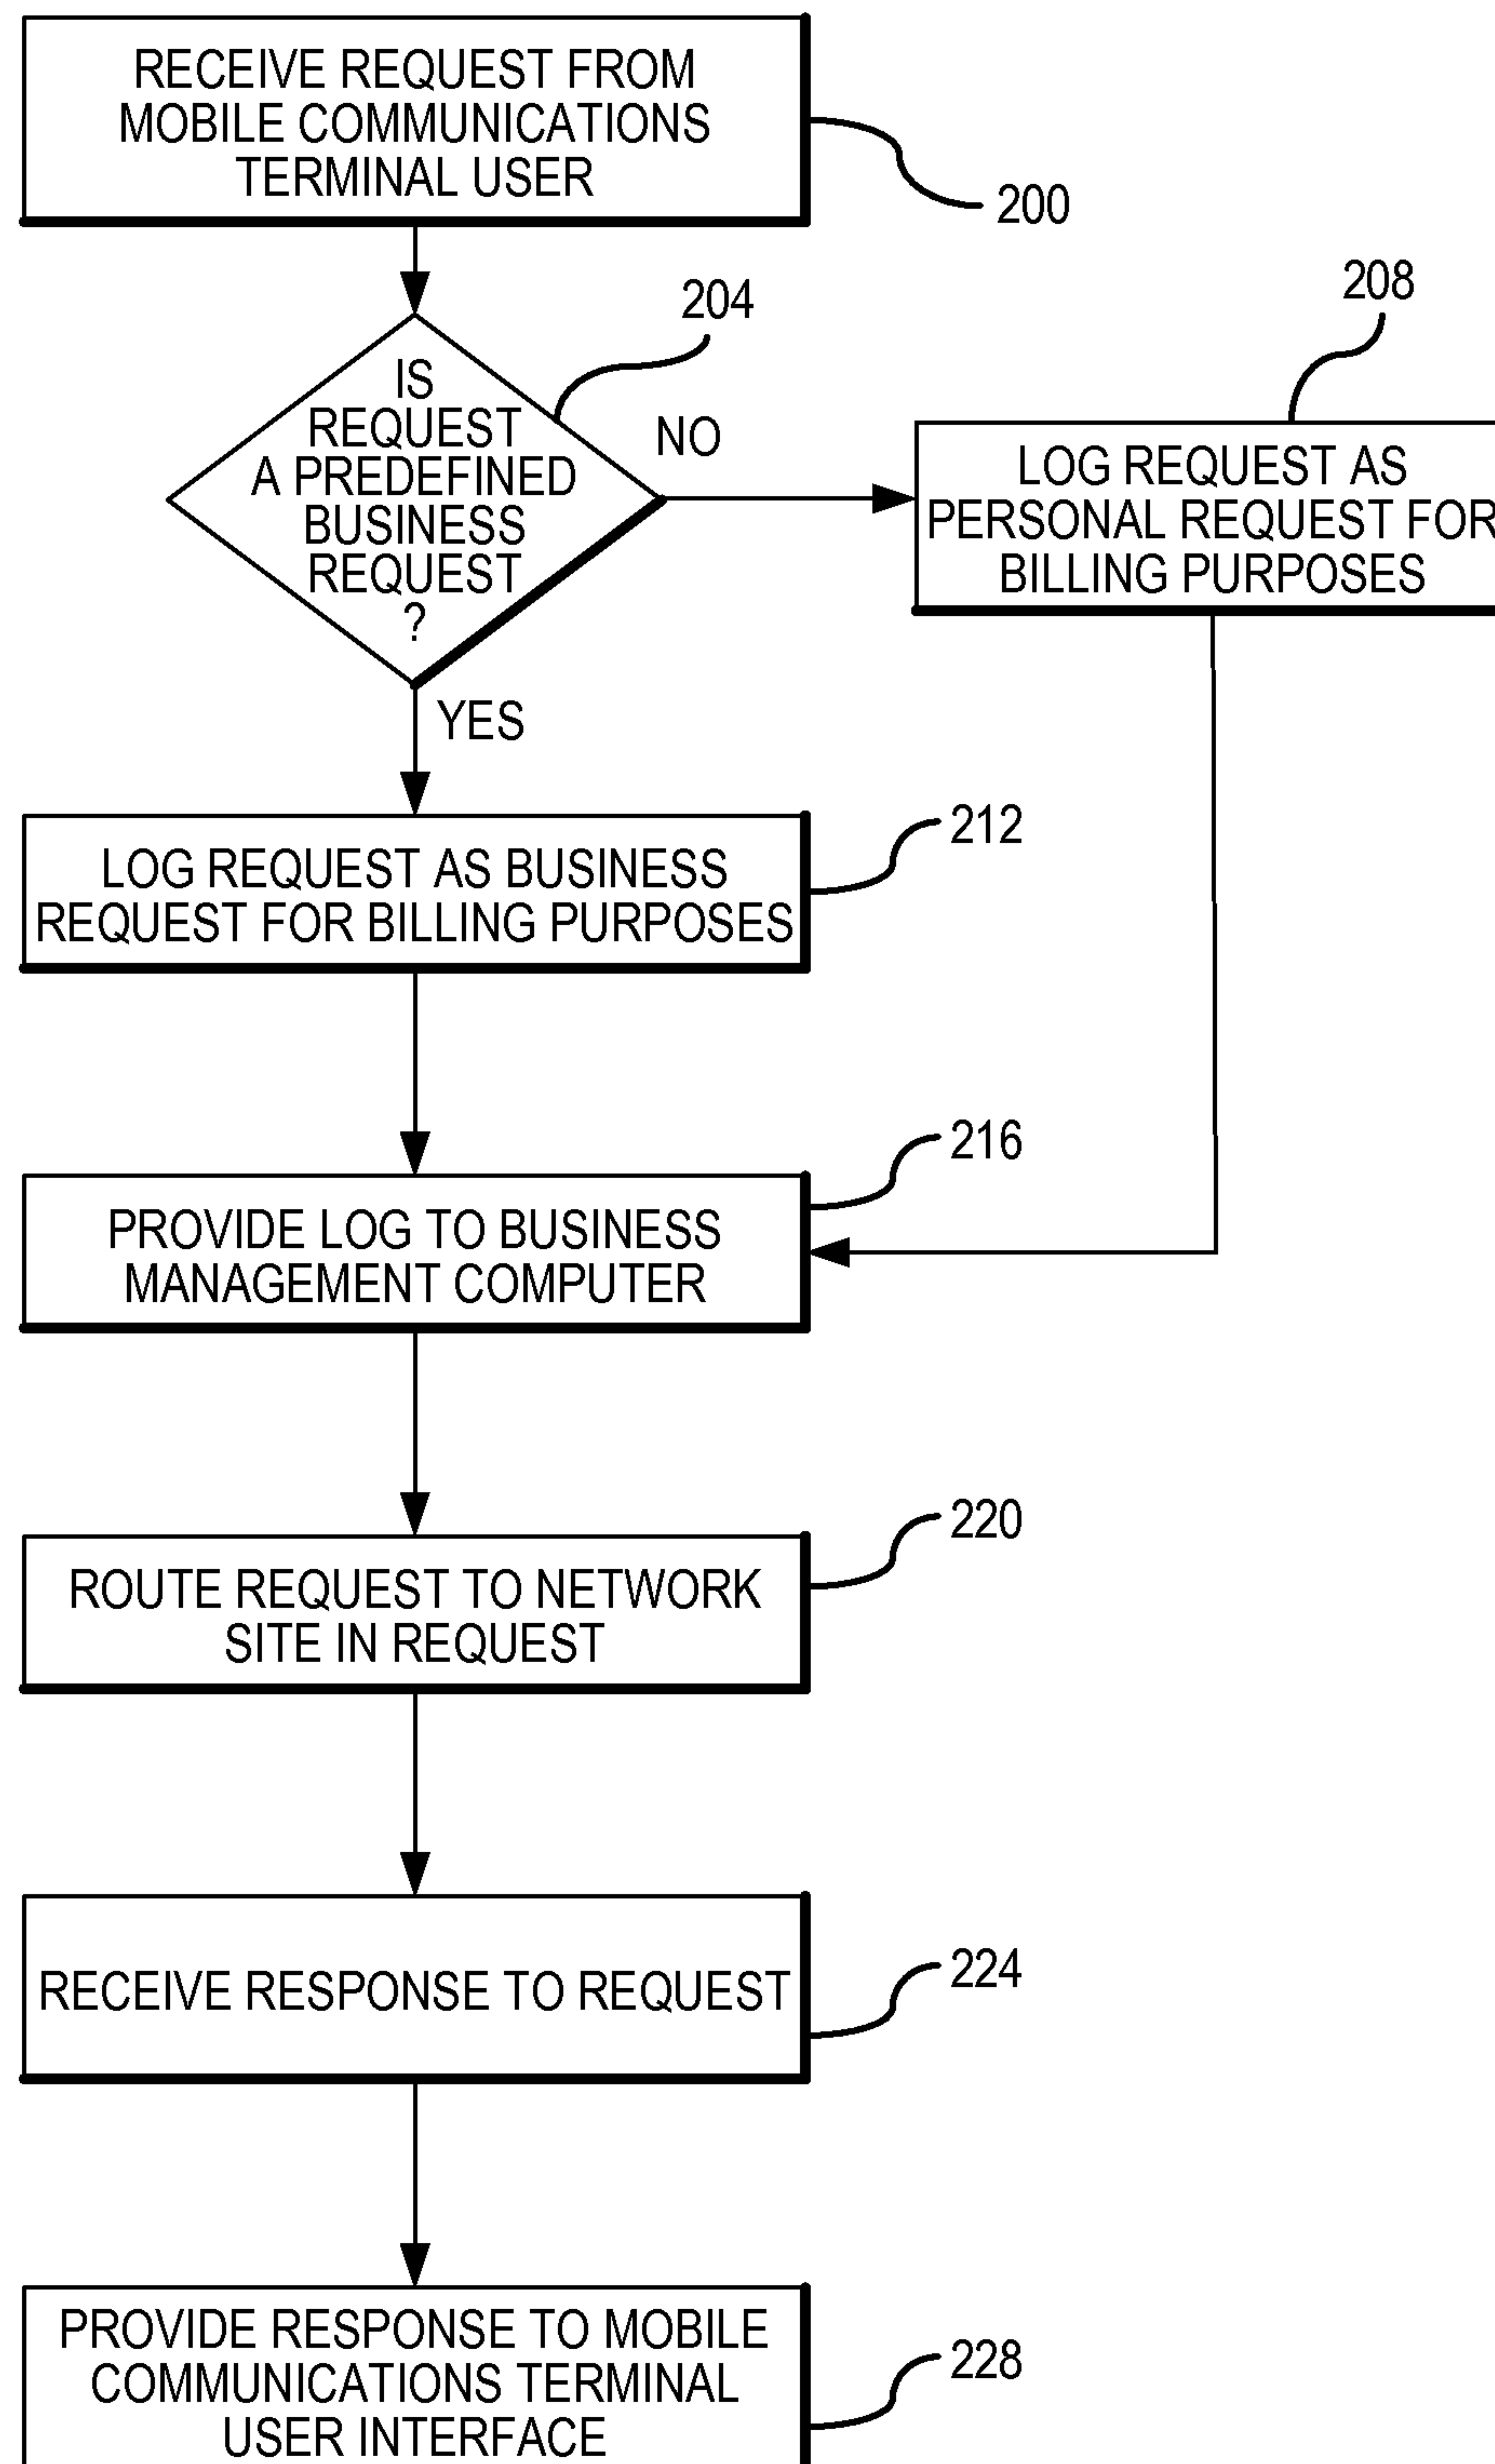 RECEIVE REQUEST FROM
MOBILE COMMUNICATIONS
TERMINAL USER
200
204
IS
REQUEST
A PREDEFINED
BUSINESS
REQUEST
?
NO
208
LOG REQUEST AS
PERSONAL REQUEST FOR
BILLING PURPOSES
YES
212
LOG REQUEST AS BUSINESS
REQUEST FOR BILLING PURPOSES
216
PROVIDE LOG TO BUSINESS
MANAGEMENT COMPUTER
220
ROUTE REQUEST TO NETWORK
SITE IN REQUEST
224
RECEIVE RESPONSE TO REQUEST
228
PROVIDE RESPONSE TO MOBILE
COMMUNICATIONS TERMINAL
USER INTERFACE